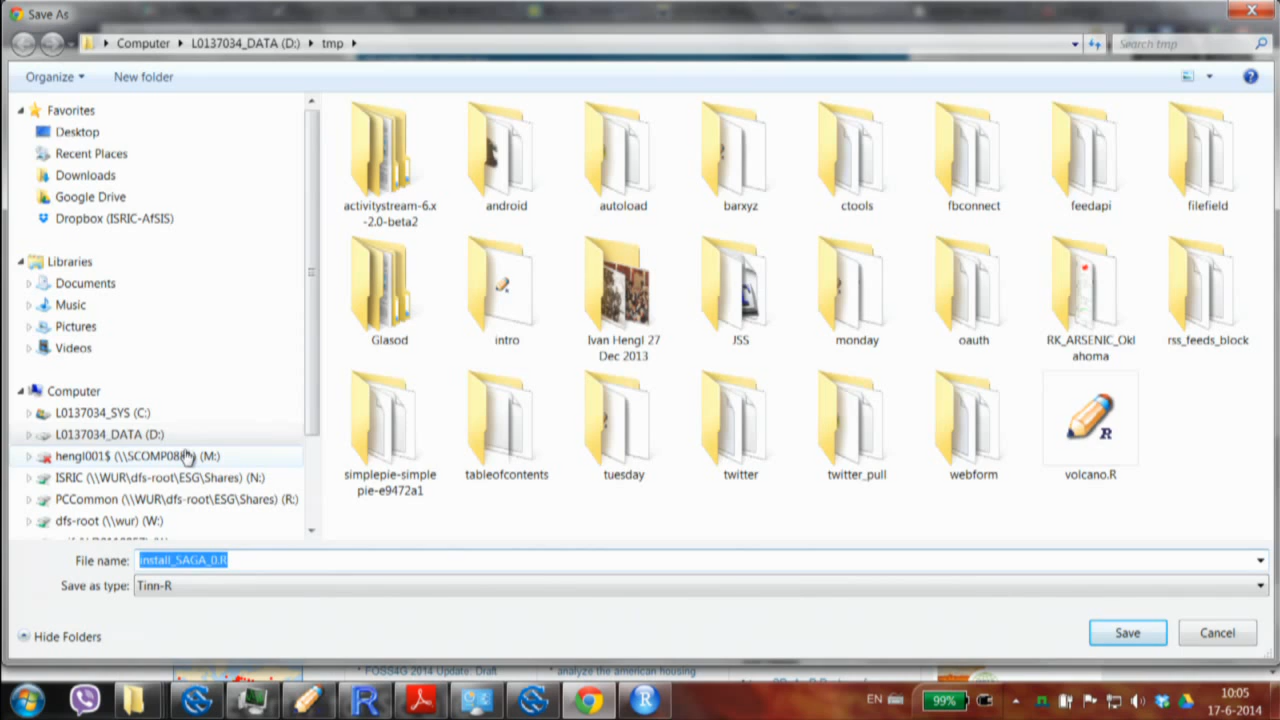 Save As
Computer
L0137034_DATA (D:)
tmp
Search tmp
Organize
New folder
Favorites
Desktop
Recent Places
Downloads
Google Drive
Dropbox (ISRIC-AfSIS)
Libraries
Documents
Music
Pictures
Videos
Computer
L0137034_SYS (C:)
L0137034_DATA (D:)
hengl001$ (\\SCOMP08 (M:)
ISRIC (\\WUR\dfs-root\ESG\Shares) (N:)
PCCommon (\\WUR\dfs-root\ESG\Shares) (R:)
dfs-root (\\wur) (W:)
activitystream-6.x
-2.0-beta2
android
autoload
barxyz
ctools
fbconnect
feedapi
filefield
Glasod
intro
Ivan Hengl 27
Dec 2013
JSS
monday
oauth
RK_ARSENIC_Okl
ahoma
rss_feeds_block
simplepie-simple
pie-e9472a1
tableofcontents
tuesday
twitter
twitter_pull
webform
volcano.R
File name:
install_SAGA_0.R
Save as type:
Tinn-R
Hide Folders
Save
Cancel
FOSS4G 2014 Update: Draft
analyze the american housing
EN
99%
10:05
17-6-2014